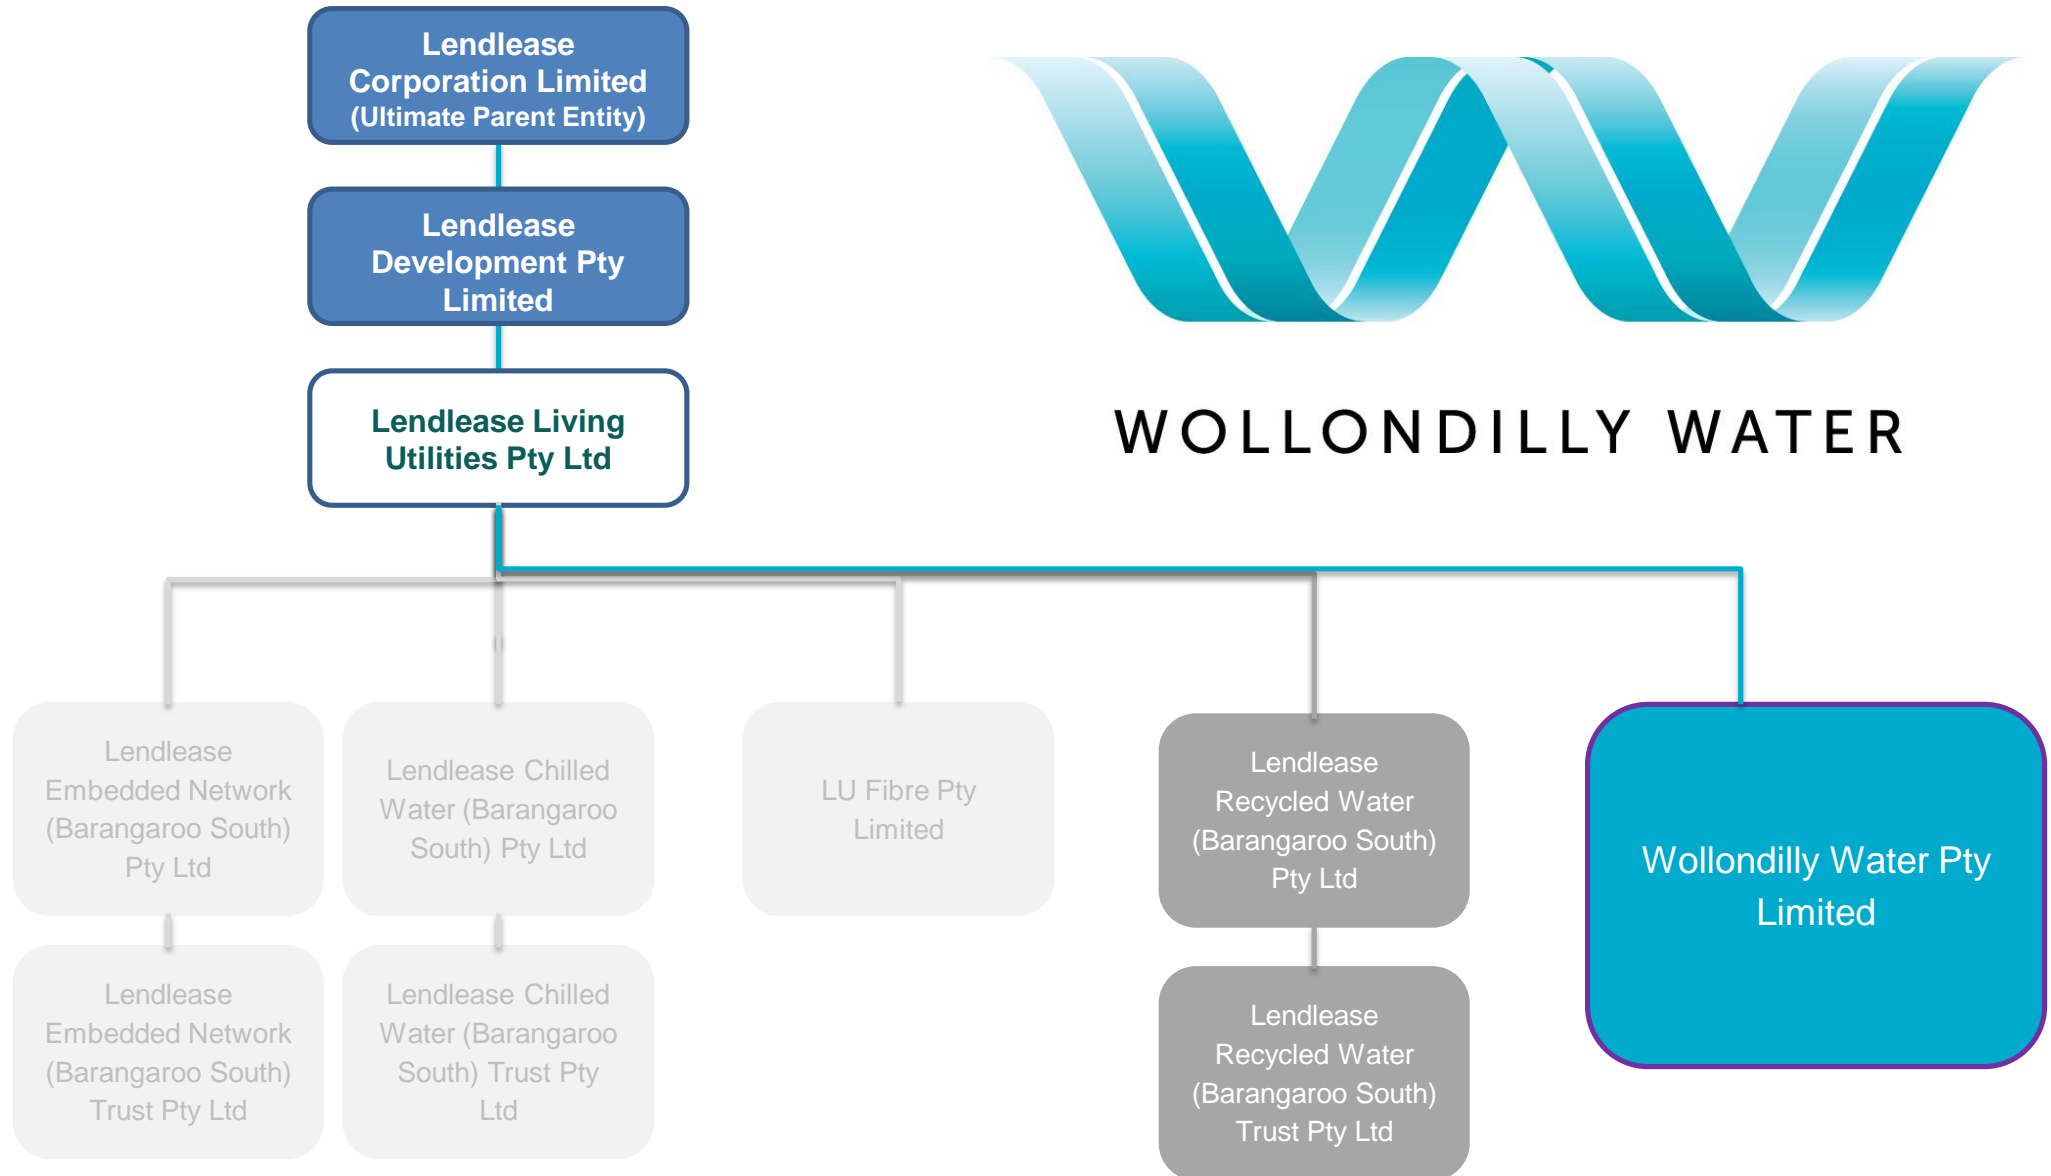 Lendlease
Corporation Limited
(Ultimate Parent Entity)
Lendlease
Development Pty
Limited
Lendlease Living
Utilities Pty Ltd
WOLLONDILLY WATER
Lendlease
Embedded Network
(Barangaroo South)
Pty Ltd
Lendlease Chilled
Water (Barangaroo
South) Pty Ltd
LU Fibre Pty
Limited
Lendlease
Recycled Water
(Barangaroo South)
Pty Ltd
Wollondilly Water Pty
Limited
Lendlease
Embedded Network
(Barangaroo South)
Trust Pty Ltd
Lendlease Chilled
Water (Barangaroo
South) Trust Pty
Ltd
Lendlease
Recycled Water
(Barangaroo South)
Trust Pty Ltd